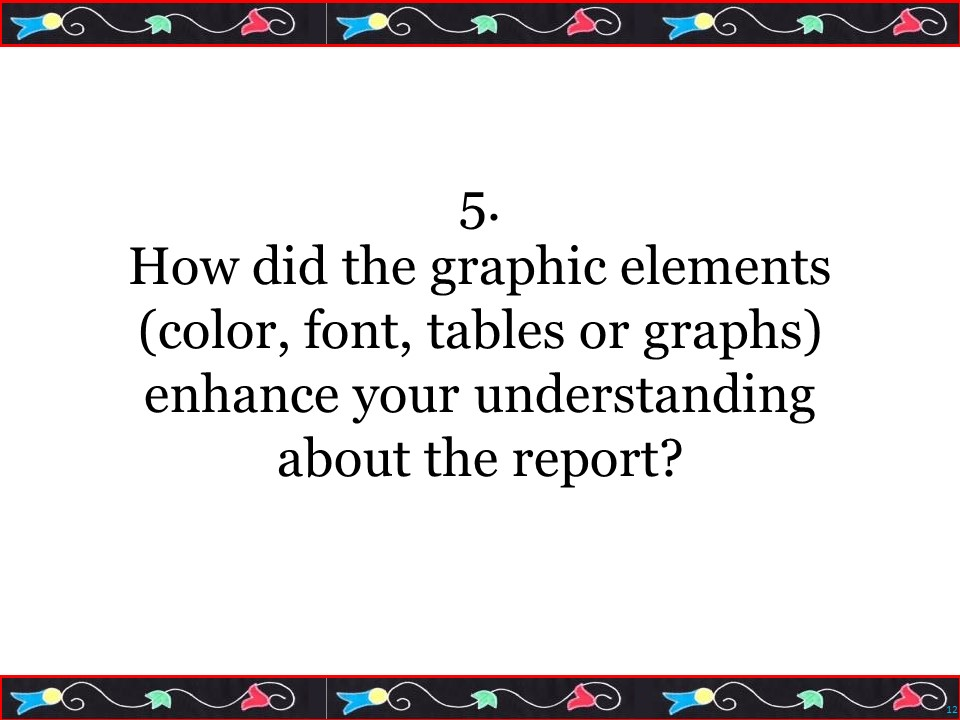 5.
How did the graphic elements
(color, font, tables or graphs)
enhance your understanding
about the report?
12